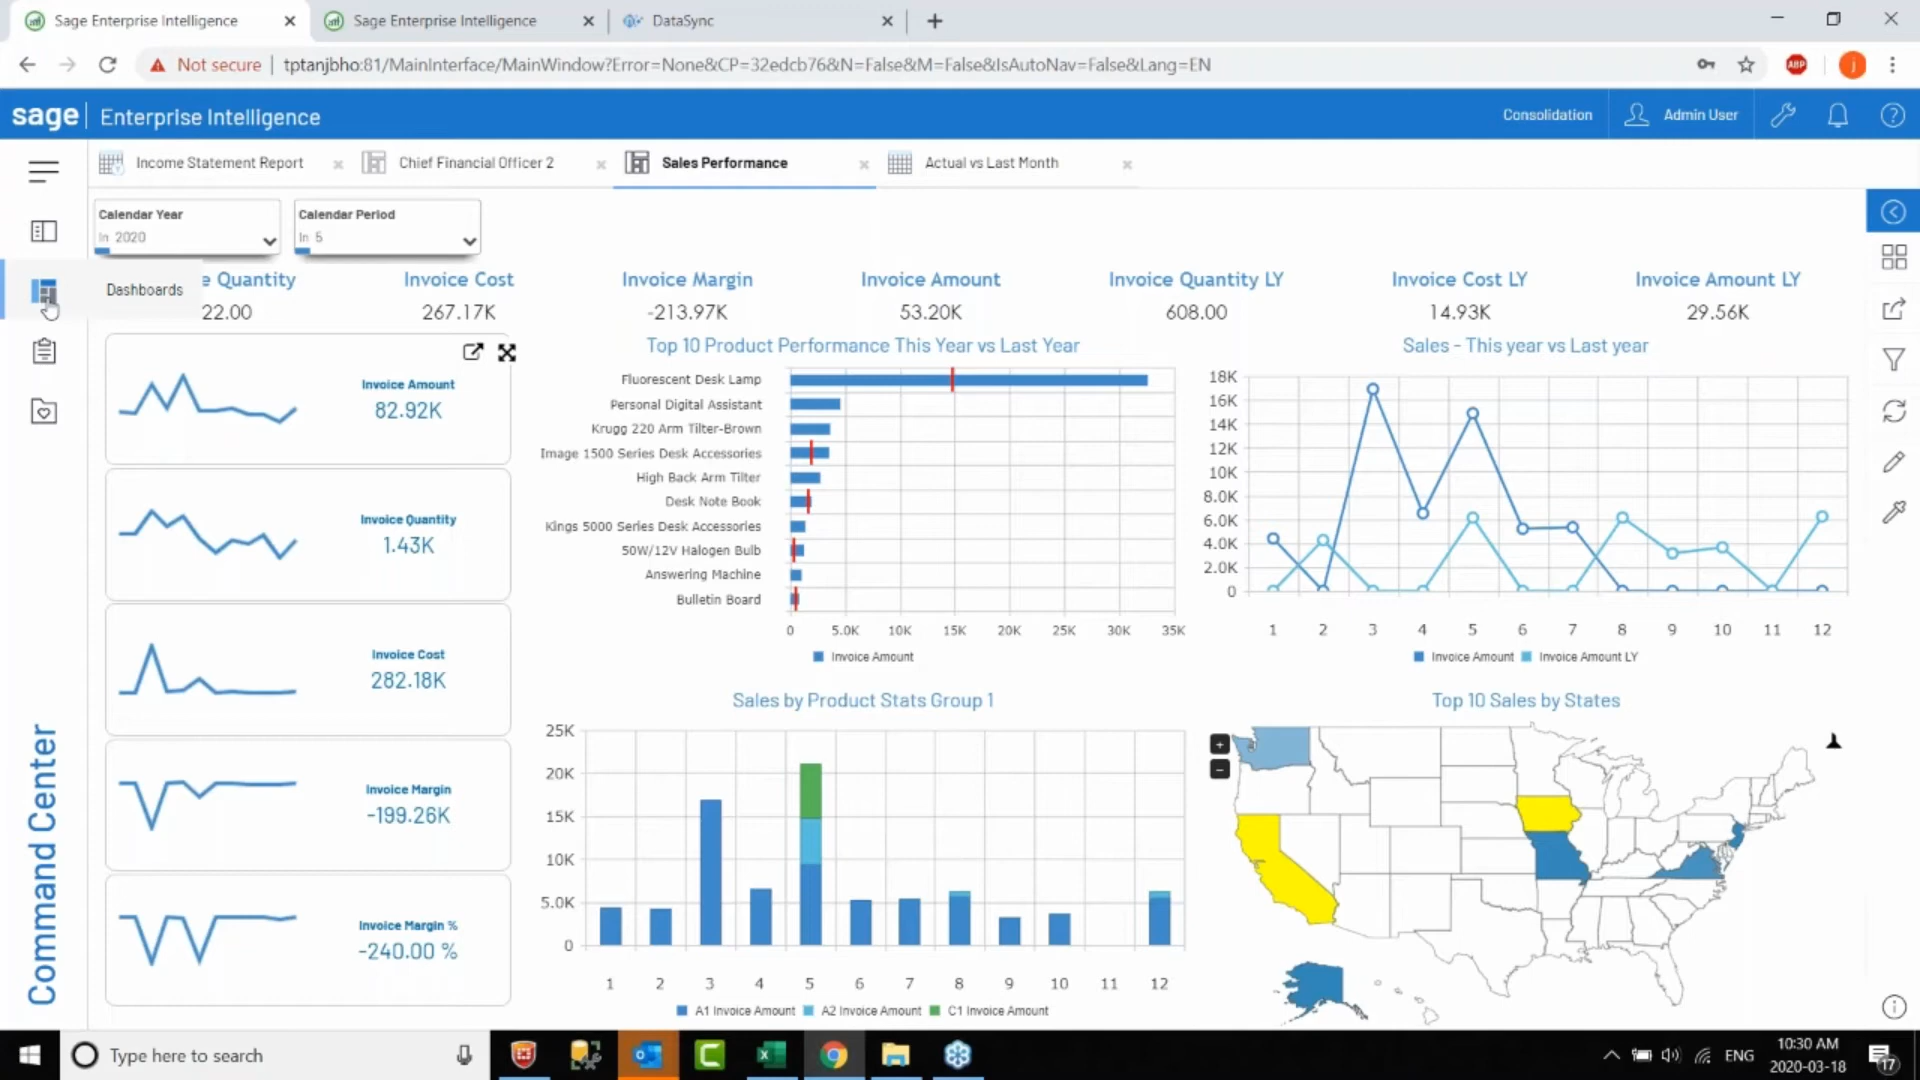 Sage Enterprise Intelligence
Sage Enterprise Intelligence
DataSync
Not secure
tptanjbho:81/MainInterface/MainWindow?Error=None&CP=32edcb76&N=False&M=False&IsAutoNav=False&Lang=EN
ABP
j
sage Enterprise Intelligence
Consolidation
Admin User
Income Statement Report
Chief Financial Officer 2
Sales Performance
Actual vs Last Month
Calendar Year
In 2020
Calendar Period
In 5
Dashboards
e Quantity
22.00
Invoice Cost
267.17K
Invoice Margin
-213.97K
Invoice Amount
53.20K
Invoice Quantity LY
608.00
Invoice Cost LY
14.93K
Invoice Amount LY
29.56K
Command Center
Invoice Amount
82.92K
Invoice Quantity
1.43K
Invoice Cost
282.18K
Invoice Margin
-199.26K
Invoice Margin %
-240.00 %
Top 10 Product Performance This Year vs Last Year
Fluorescent Desk Lamp
Personal Digital Assistant
Krugg 220 Arm Tilter-Brown
Image 1500 Series Desk Accessories
High Back Arm Tilter
Desk Note Book
Kings 5000 Series Desk Accessories
50W/12V Halogen Bulb
Answering Machine
Bulletin Board
0 5.0K 10K 15K 20K 25K 30K 35K
Invoice Amount
Sales - This year vs Last year
18K
16K
14K
12K
10K
8.0K
6.0K
4.0K
2.0K
0
1 2 3 4 5 6 7 8 9 10 11 12
Invoice Amount Invoice Amount LY
Sales by Product Stats Group 1
25K
20K
15K
10K
5.0K
0
1 2 3 4 5 6 7 8 9 10 11 12
A1 Invoice Amount A2 Invoice Amount C1 Invoice Amount
Top 10 Sales by States
+
−
Type here to search
ENG
10:30 AM
2020-03-18
17